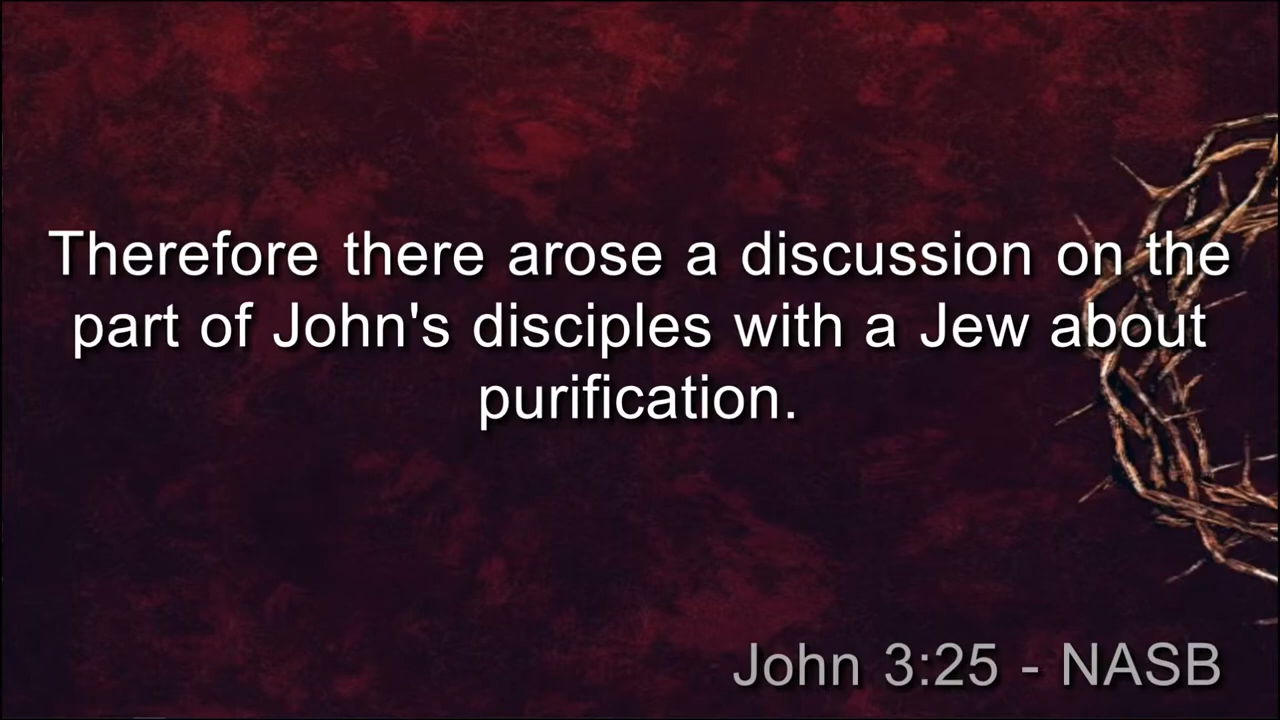 Therefore there arose a discussion on the
part of John's disciples with a Jew about
purification.
John 3:25 - NASB